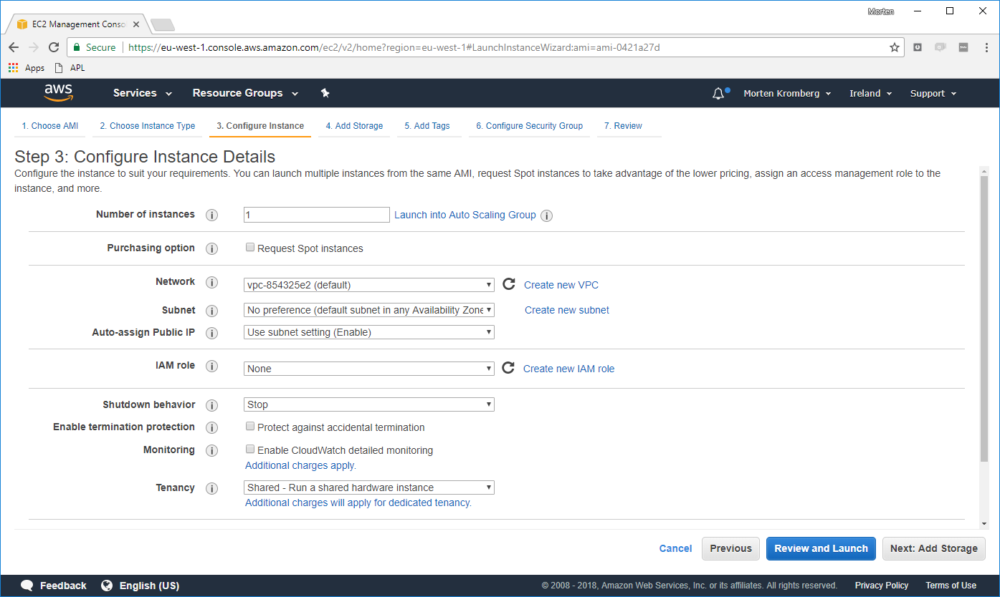 Morten
EC2 Management Conso
Secure https://eu-west-1.console.aws.amazon.com/ec2/v2/home?region=eu-west-1#LaunchInstanceWizard:ami=ami-0421a27d
Apps APL
aws Services Resource Groups Morten Kromberg Ireland Support
1. Choose AMI 2. Choose Instance Type 3. Configure Instance 4. Add Storage 5. Add Tags 6. Configure Security Group 7. Review
Step 3: Configure Instance Details
Configure the instance to suit your requirements. You can launch multiple instances from the same AMI, request Spot instances to take advantage of the lower pricing, assign an access management role to the
instance, and more.
Number of instances i 1 Launch into Auto Scaling Group i
Purchasing option i Request Spot instances
Network i vpc-854325e2 (default) Create new VPC
Subnet i No preference (default subnet in any Availability Zone Create new subnet
Auto-assign Public IP i Use subnet setting (Enable)
IAM role i None Create new IAM role
Shutdown behavior i Stop
Enable termination protection i Protect against accidental termination
Monitoring i Enable CloudWatch detailed monitoring
Additional charges apply.
Tenancy i Shared - Run a shared hardware instance
Additional charges will apply for dedicated tenancy.
Cancel Previous Review and Launch Next: Add Storage
Feedback English (US) © 2008 - 2018, Amazon Web Services, Inc. or its affiliates. All rights reserved. Privacy Policy Terms of Use